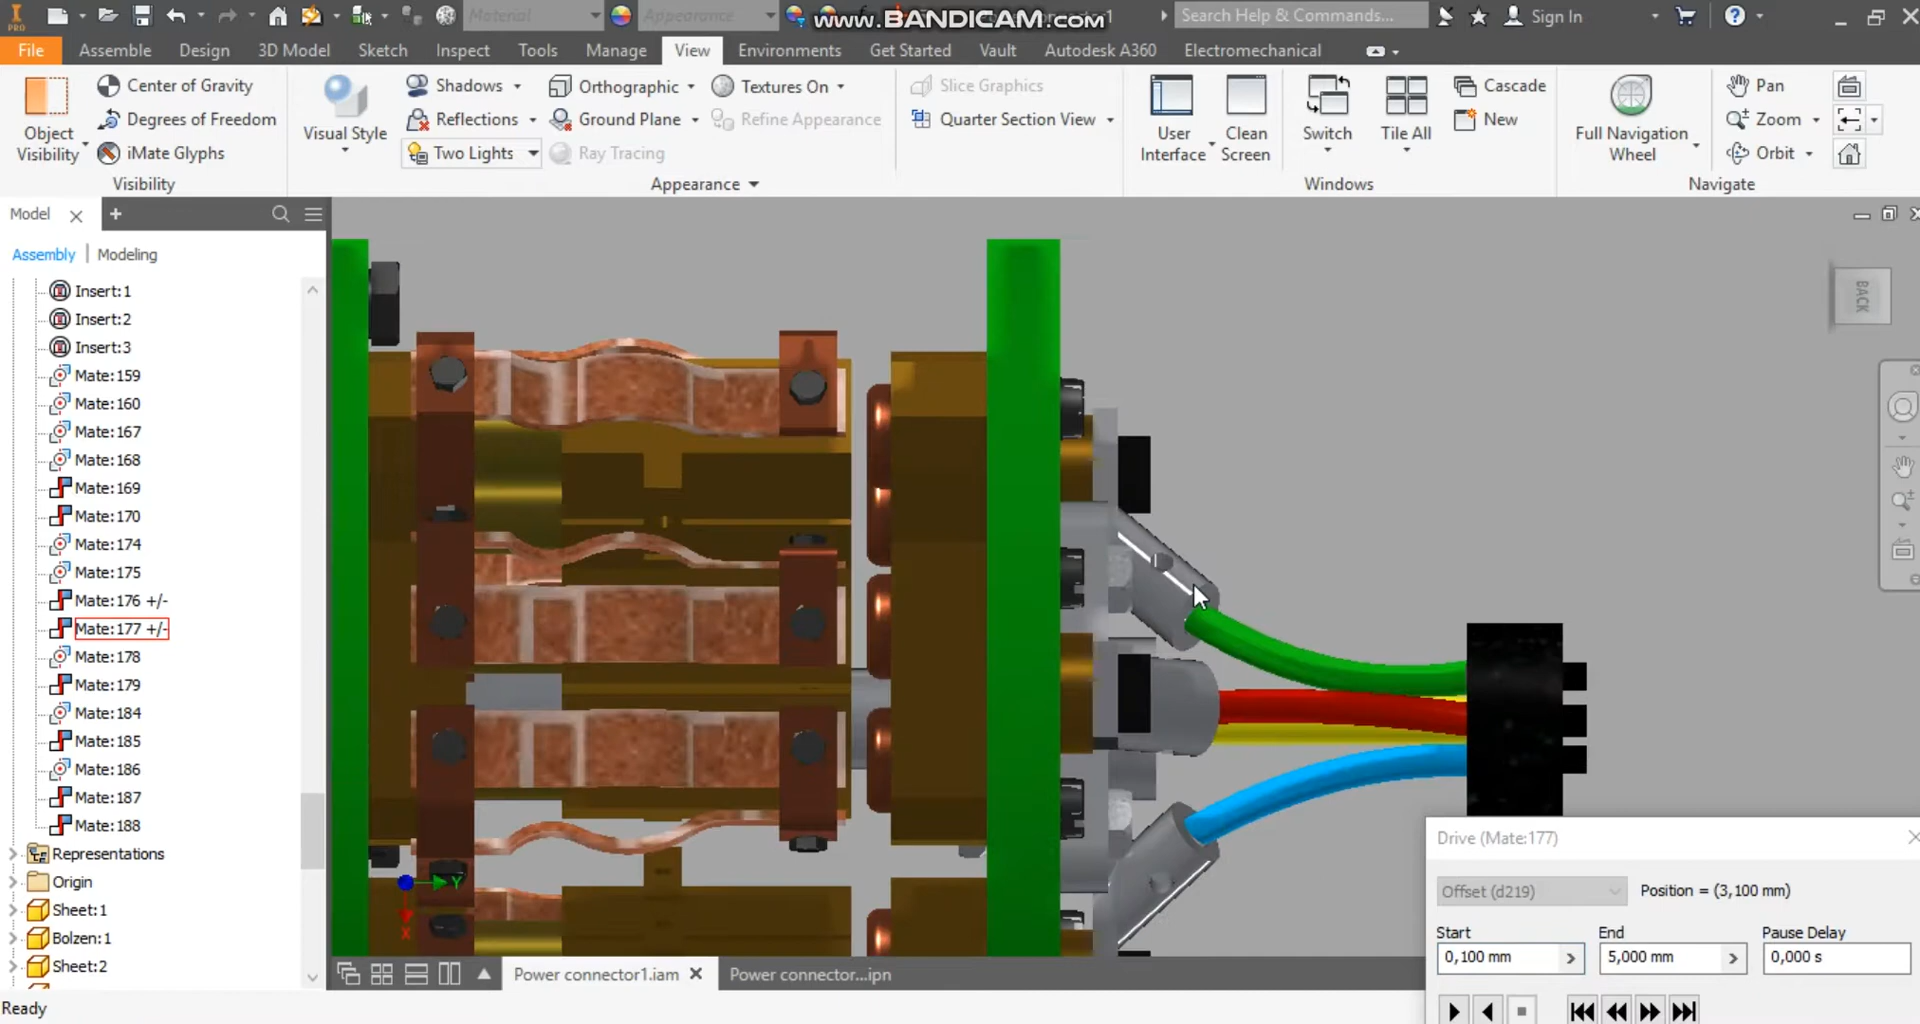 PRO
Material
Appearance
www.BANDICAM.com
1
Search Help & Commands...
Sign In
File
Assemble
Design
3D Model
Sketch
Inspect
Tools
Manage
View
Environments
Get Started
Vault
Autodesk A360
Electromechanical
Object
Visibility
Center of Gravity
Degrees of Freedom
iMate Glyphs
Visibility
Visual Style
Shadows
Reflections
Two Lights
Orthographic
Ground Plane
Ray Tracing
Textures On
Refine Appearance
Appearance
Slice Graphics
Quarter Section View
User
Interface
Clean
Screen
Switch
Tile All
Cascade
New
Windows
Full Navigation
Wheel
Pan
Zoom
Orbit
Navigate
Model
Assembly
Modeling
Insert:1
Insert:2
Insert:3
Mate:159
Mate:160
Mate:167
Mate:168
Mate:169
Mate:170
Mate:174
Mate:175
Mate:176 +/-
Mate:177 +/-
Mate:178
Mate:179
Mate:184
Mate:185
Mate:186
Mate:187
Mate:188
Representations
Origin
Sheet:1
Bolzen:1
Sheet:2
BACK
Y
X
Drive (Mate:177)
Offset (d219)
Position = (3,100 mm)
Start
End
Pause Delay
0,100 mm
5,000 mm
0,000 s
Power connector1.iam
Power connector...ipn
Ready